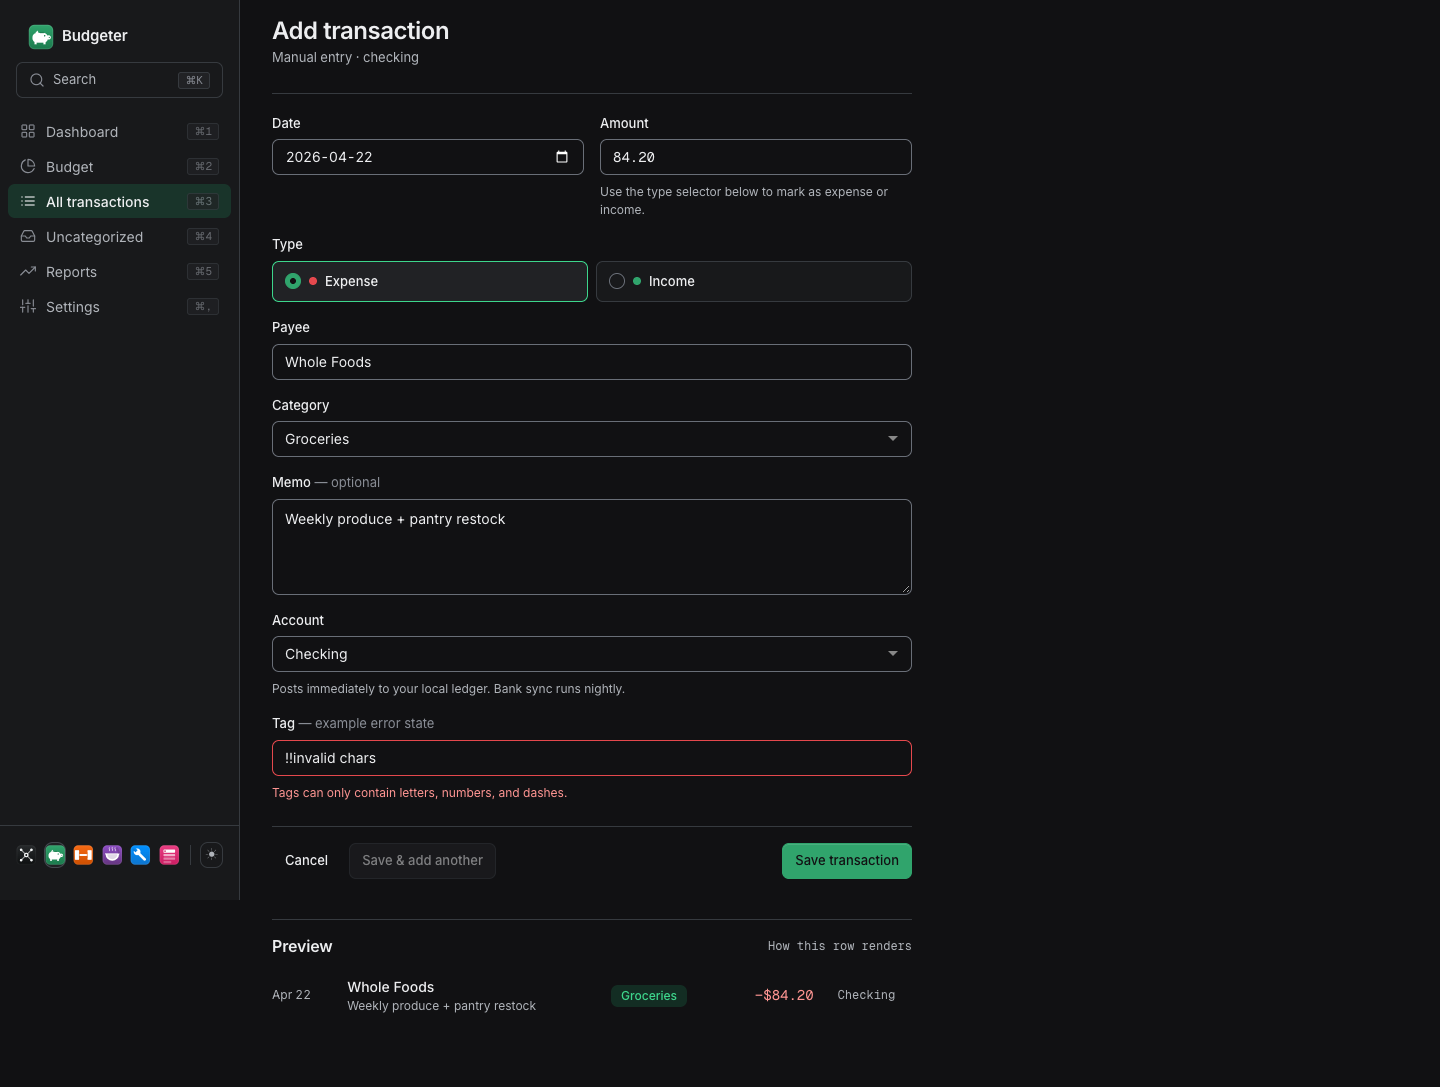 Budgeter
Search ⌘K
Dashboard ⌘1
Budget ⌘2
All transactions ⌘3
Uncategorized ⌘4
Reports ⌘5
Settings ⌘,
Add transaction
Manual entry · checking
Date
2026-04-22
Amount
84.20
Use the type selector below to mark as expense or
income.
Type
Expense
Income
Payee
Whole Foods
Category
Groceries
Memo — optional
Weekly produce + pantry restock
Account
Checking
Posts immediately to your local ledger. Bank sync runs nightly.
Tag — example error state
!!invalid chars
Tags can only contain letters, numbers, and dashes.
Cancel
Save & add another
Save transaction
Preview
How this row renders
Apr 22
Whole Foods
Weekly produce + pantry restock
Groceries
−$84.20
Checking